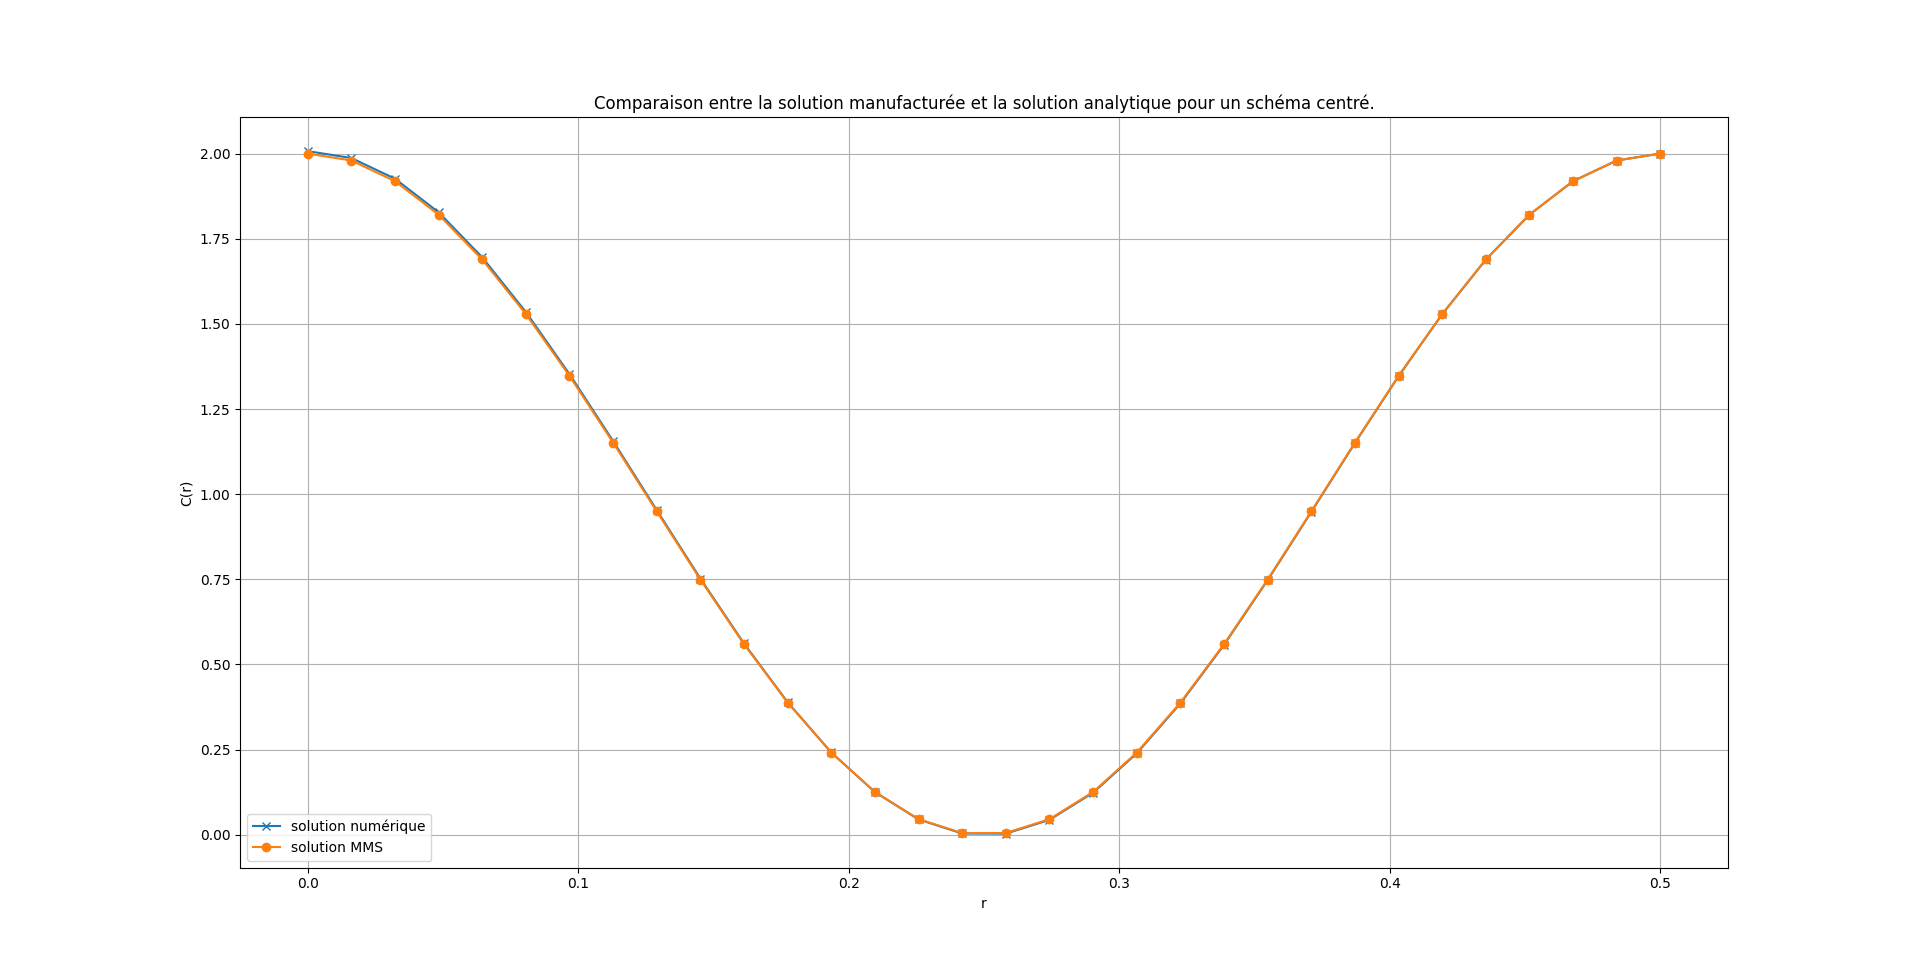 Comparaison entre la solution manufacturée et la solution analytique pour un schéma centré.
2.00
1.75
1.50
1.25
1.00
0.75
0.50
0.25
0.00
C(r)
solution numérique
solution MMS
0.0 0.1 0.2 0.3 0.4 0.5
r